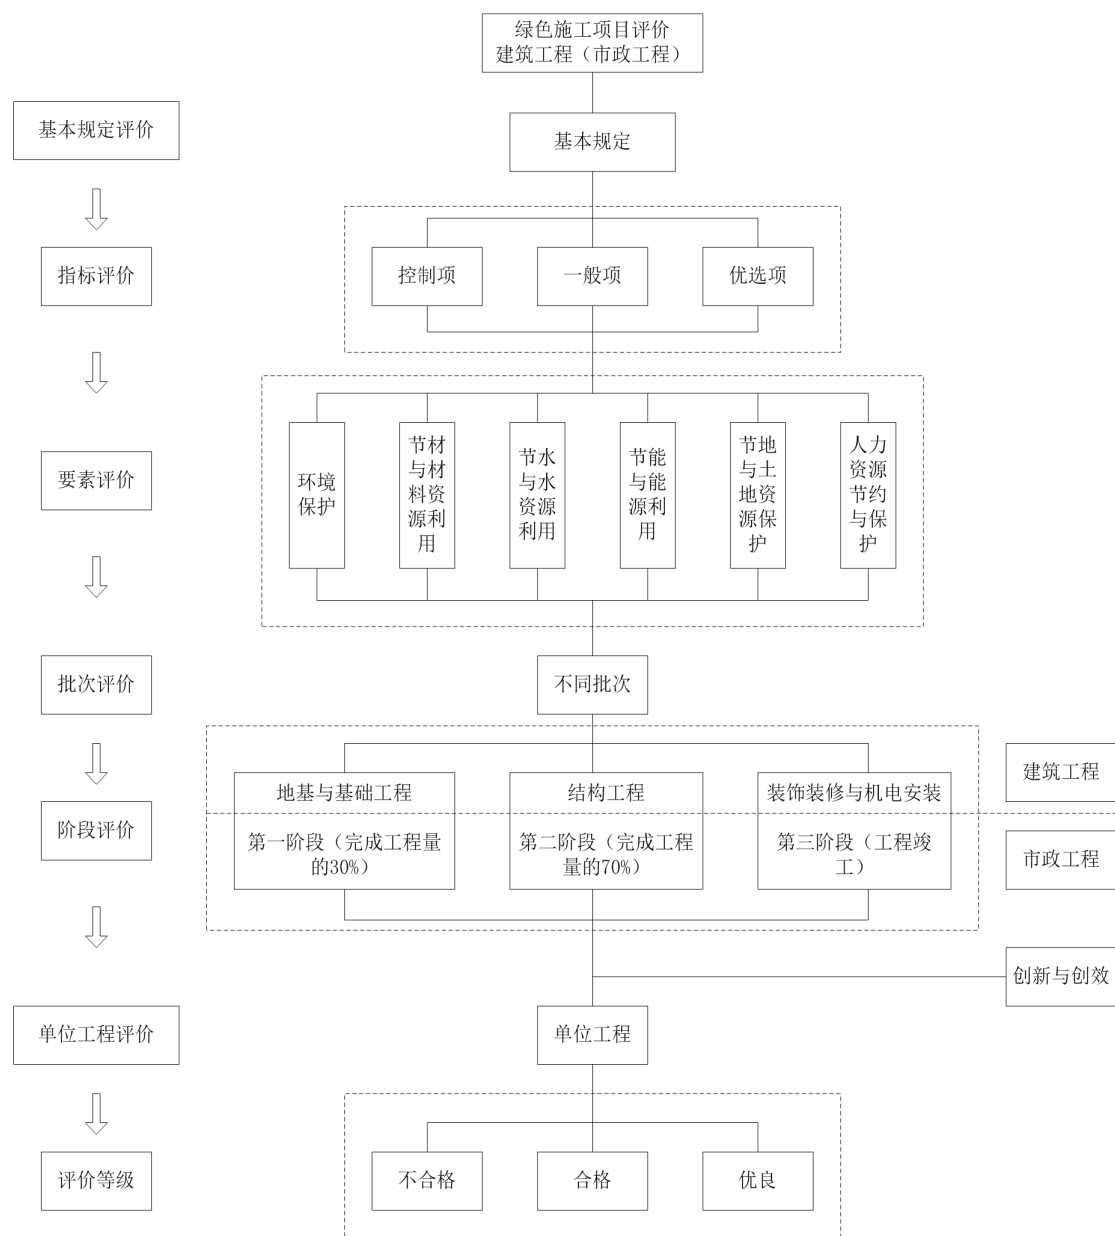 绿色施工项目评价
建筑工程（市政工程）
基本规定评价
基本规定
指标评价
控制项
一般项
优选项
要素评价
环境
保护
节材
与材
料资
源利
用
节水
与水
资源
利用
节能
与能
源利
用
节地
与土
地资
源保
护
人力
资源
节约
与保
护
批次评价
不同批次
阶段评价
地基与基础工程
结构工程
装饰装修与机电安装
建筑工程
第一阶段（完成工程量
的30%）
第二阶段（完成工程
量的70%）
第三阶段（工程竣
工）
市政工程
创新与创效
单位工程评价
单位工程
评价等级
不合格
合格
优良